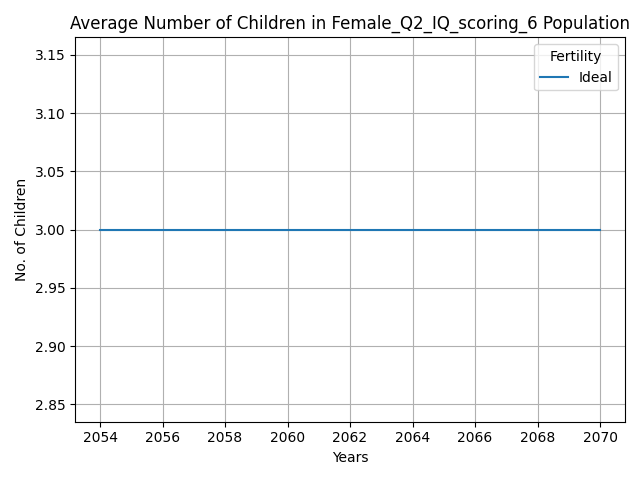 Average Number of Children in Female_Q2_IQ_scoring_6 Population
Fertility
Ideal
3.15
3.10
3.05
3.00
2.95
2.90
2.85
No. of Children
2054 2056 2058 2060 2062 2064 2066 2068 2070
Years